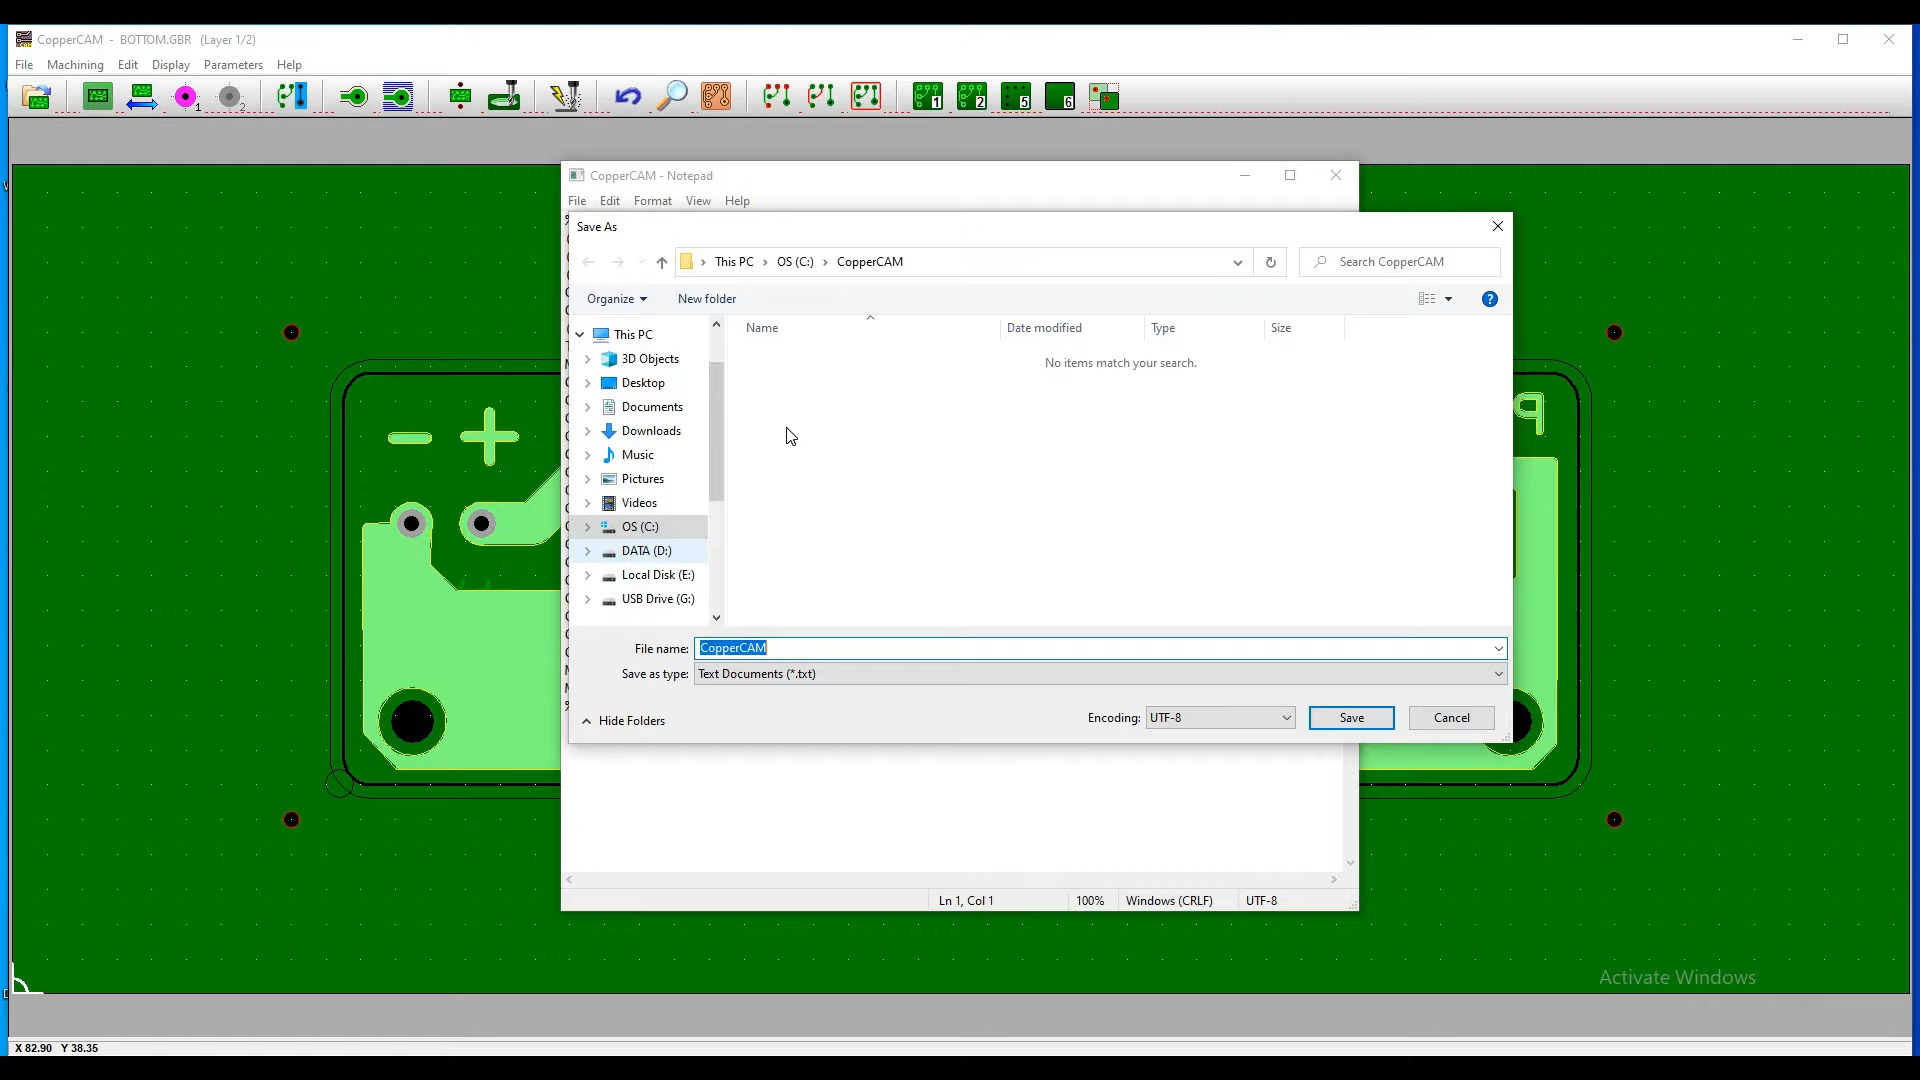 CopperCAM - BOTTOM.GBR (Layer 1/2)
File Machining Edit Display Parameters Help
1 2 1 2 5 6
CopperCAM - Notepad
File Edit Format View Help
Save As
This PC › OS (C:) › CopperCAM
Search CopperCAM
Organize New folder
Name Date modified Type Size
No items match your search.
This PC
3D Objects
Desktop
Documents
Downloads
Music
Pictures
Videos
OS (C:)
DATA (D:)
Local Disk (E:)
USB Drive (G:)
File name: CopperCAM
Save as type: Text Documents (*.txt)
Hide Folders
Encoding: UTF-8 Save Cancel
Ln 1, Col 1 100% Windows (CRLF) UTF-8
− +
Activate Windows
X 82.90 Y 38.35